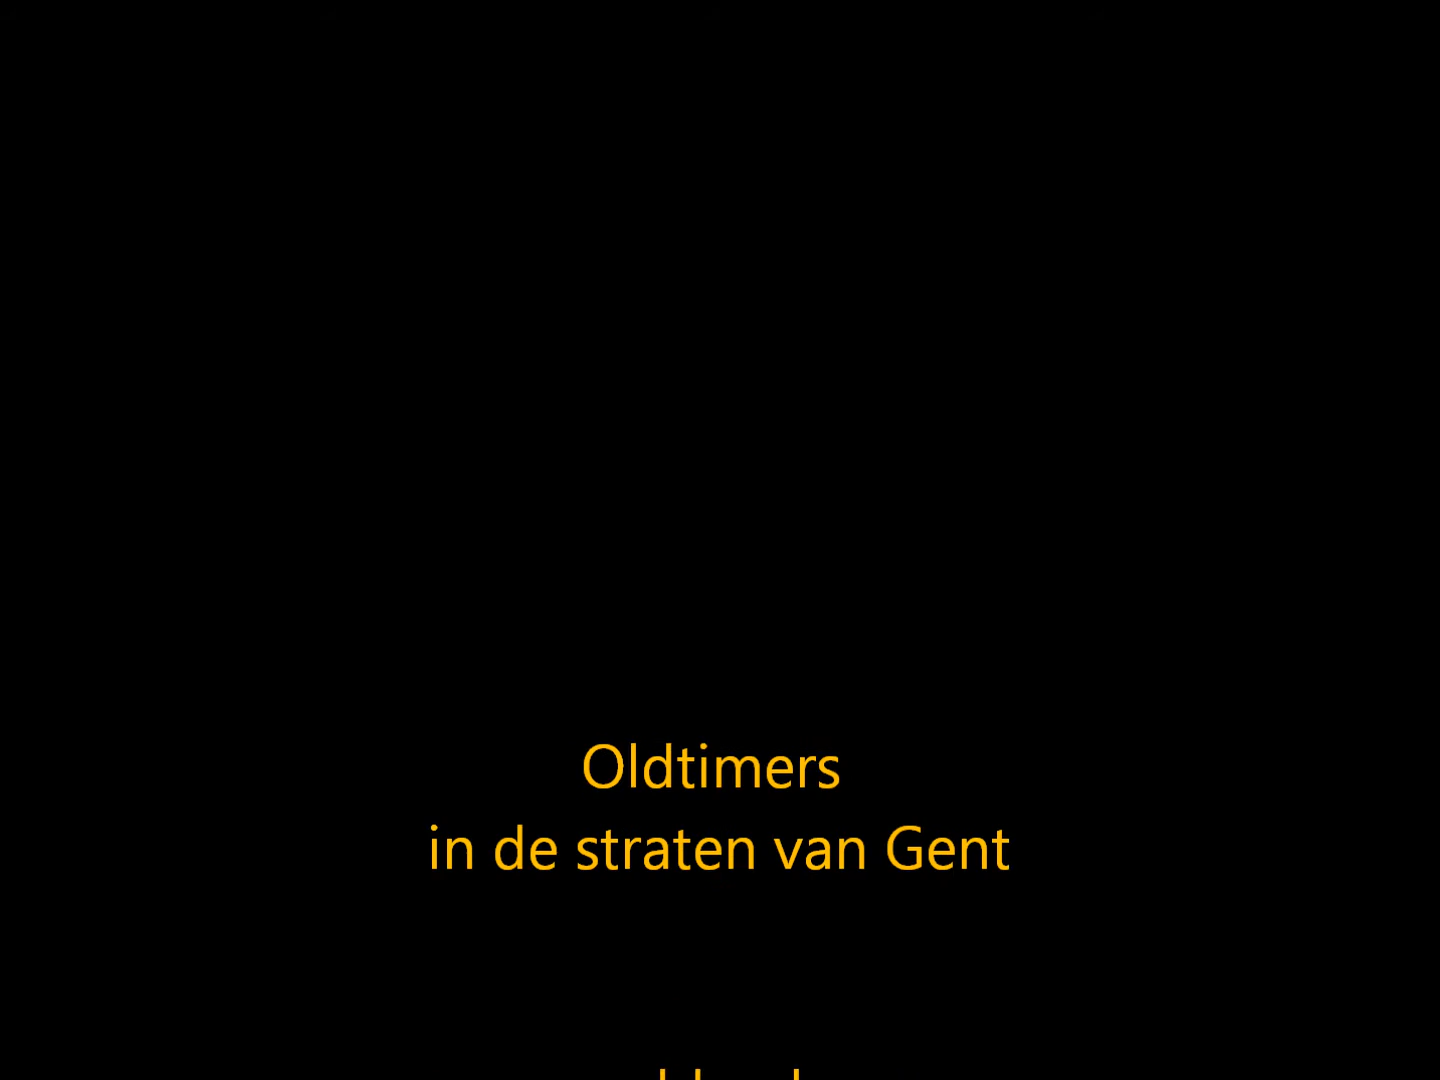 Oldtimers
in de straten van Gent